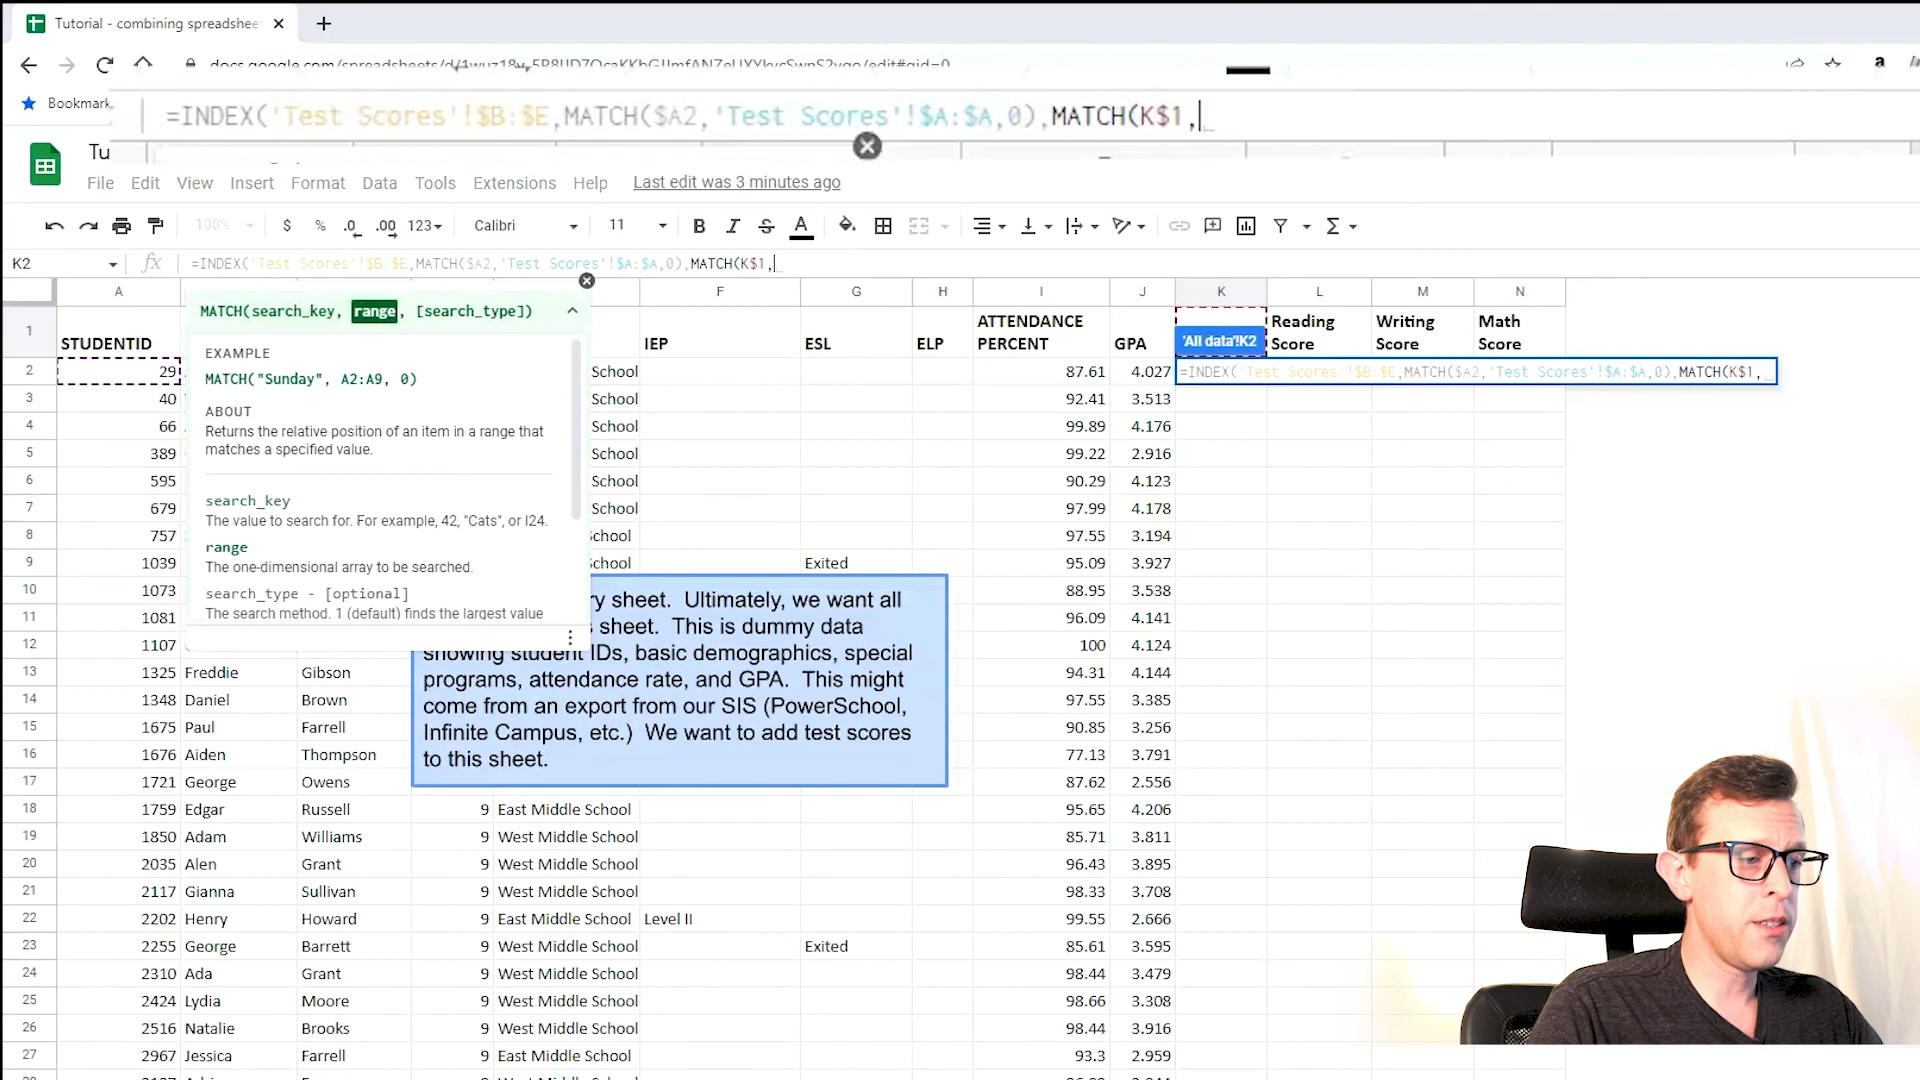 Tutorial - combining spreadshe
Bookmark
=INDEX('Test Scores'!$B:$E,MATCH($A2,'Test Scores'!$A:$A,0),MATCH(K$1,
Tu
File Edit View Insert Format Data Tools Extensions Help Last edit was 3 minutes ago
100% $ % .0 .00 123 Calibri 11 B I S A
K2 fx =INDEX('Test Scores'!$B:$E,MATCH($A2,'Test Scores'!$A:$A,0),MATCH(K$1,
A F G H I J K L M N
MATCH(search_key, range, [search_type])
EXAMPLE
MATCH("Sunday", A2:A9, 0)
ABOUT
Returns the relative position of an item in a range that
matches a specified value.
search_key
The value to search for. For example, 42, "Cats", or I24.
range
The one-dimensional array to be searched.
search_type - [optional]
The search method. 1 (default) finds the largest value
1 STUDENTID IEP ESL ELP ATTENDANCE PERCENT GPA 'All data'!K2 Reading Score Writing Score Math Score
2 29 School 87.61 4.027 =INDEX('Test Scores'!$B:$E,MATCH($A2,'Test Scores'!$A:$A,0),MATCH(K$1,
3 40 School 92.41 3.513
4 66 School 99.89 4.176
5 389 School 99.22 2.916
6 595 School 90.29 4.123
7 679 School 97.99 4.178
8 757 School 97.55 3.194
9 1039 School Exited 95.09 3.927
10 1073 88.95 3.538
11 1081 96.09 4.141
12 1107 100 4.124
13 1325 Freddie Gibson 94.31 4.144
14 1348 Daniel Brown 97.55 3.385
15 1675 Paul Farrell 90.85 3.256
16 1676 Aiden Thompson 77.13 3.791
17 1721 George Owens 87.62 2.556
18 1759 Edgar Russell 9 East Middle School 95.65 4.206
19 1850 Adam Williams 9 West Middle School 85.71 3.811
20 2035 Alen Grant 9 West Middle School 96.43 3.895
21 2117 Gianna Sullivan 9 West Middle School 98.33 3.708
22 2202 Henry Howard 9 East Middle School Level II 99.55 2.666
23 2255 George Barrett 9 West Middle School Exited 85.61 3.595
24 2310 Ada Grant 9 West Middle School 98.44 3.479
25 2424 Lydia Moore 9 West Middle School 98.66 3.308
26 2516 Natalie Brooks 9 West Middle School 98.44 3.916
27 2967 Jessica Farrell 9 East Middle School 93.3 2.959
ry sheet. Ultimately, we want all
s sheet. This is dummy data
showing student IDs, basic demographics, special
programs, attendance rate, and GPA. This might
come from an export from our SIS (PowerSchool,
Infinite Campus, etc.) We want to add test scores
to this sheet.